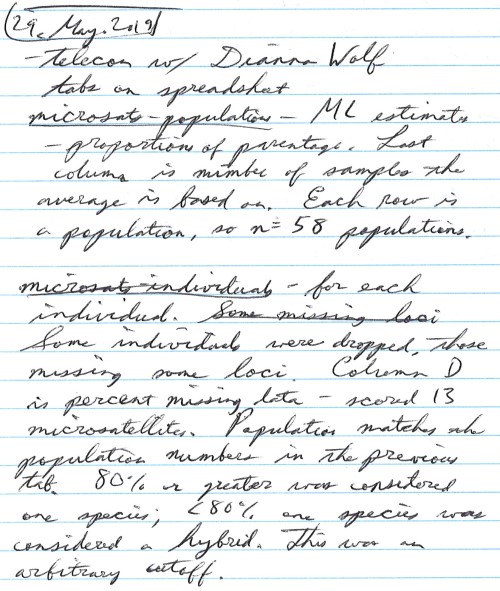 29. May. 2019
- telecon w/ Dianna Wolf
tabs on spreadsheet
microsats-populations - ML estimates
- proportions of parentage. Last
column is number of samples the
average is based on. Each row is
a population, so n=58 populations.
microsats-individuals - for each
individual. Some missing loci
Some individuals were dropped, those
missing some loci. Column D
is percent missing data - scored 13
microsatellites. Population matches the
population numbers in the previous
tab. 80% or greater was considered
one species; <80% one species was
considered a hybrid. This was an
arbitrary cutoff.